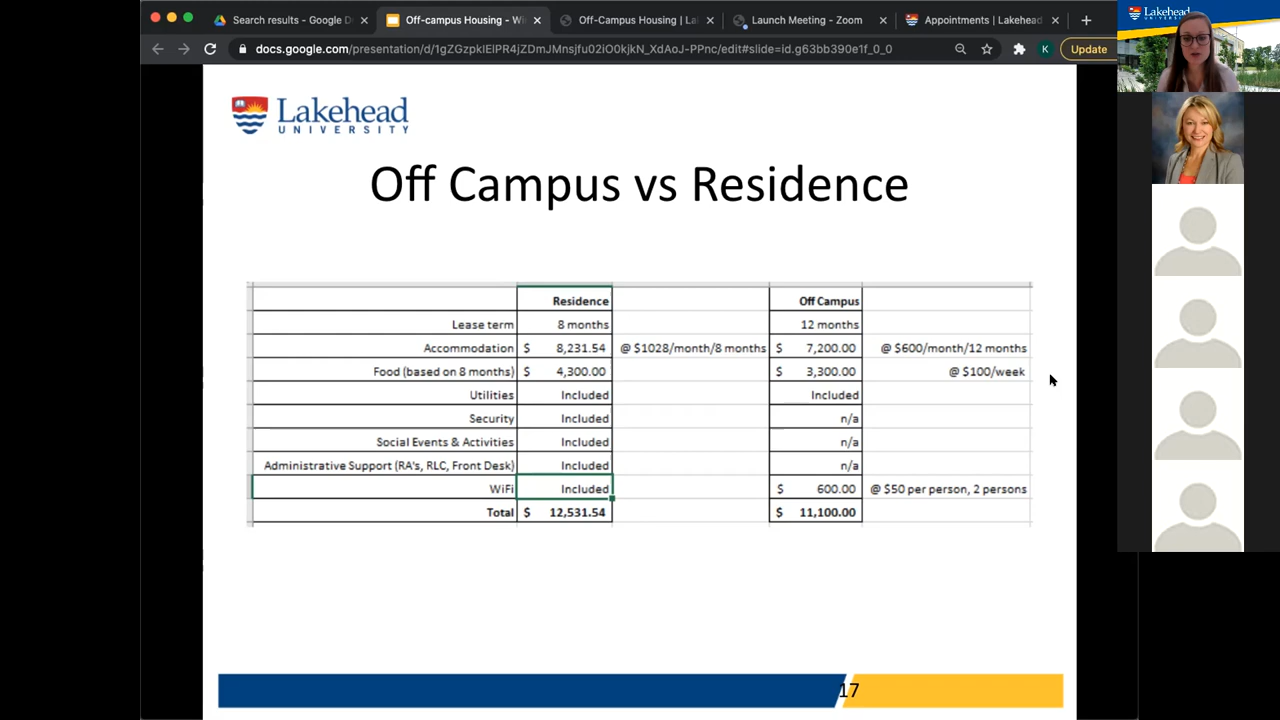 Search results - Google D
Off-campus Housing - Wi
Off-Campus Housing | La
Launch Meeting - Zoom
Appointments | Lakehead
docs.google.com/presentation/d/1gZGzpkIElPR4jZDmJMnsjfu02iO0kjkN_XdAoJ-PPnc/edit#slide=id.g63bb390e1f_0_0
K
Update
Lakehead
UNIVERSITY
Lakehead
UNIVERSITY
Off Campus vs Residence
Residence Off Campus
Lease term 8 months 12 months
Accommodation $ 8,231.54 @ $1028/month/8 months $ 7,200.00 @ $600/month/12 months
Food (based on 8 months) $ 4,300.00 $ 3,300.00 @ $100/week
Utilities Included Included
Security Included n/a
Social Events & Activities Included n/a
Administrative Support (RA's, RLC, Front Desk) Included n/a
WiFi Included $ 600.00 @ $50 per person, 2 persons
Total $ 12,531.54 $ 11,100.00
17